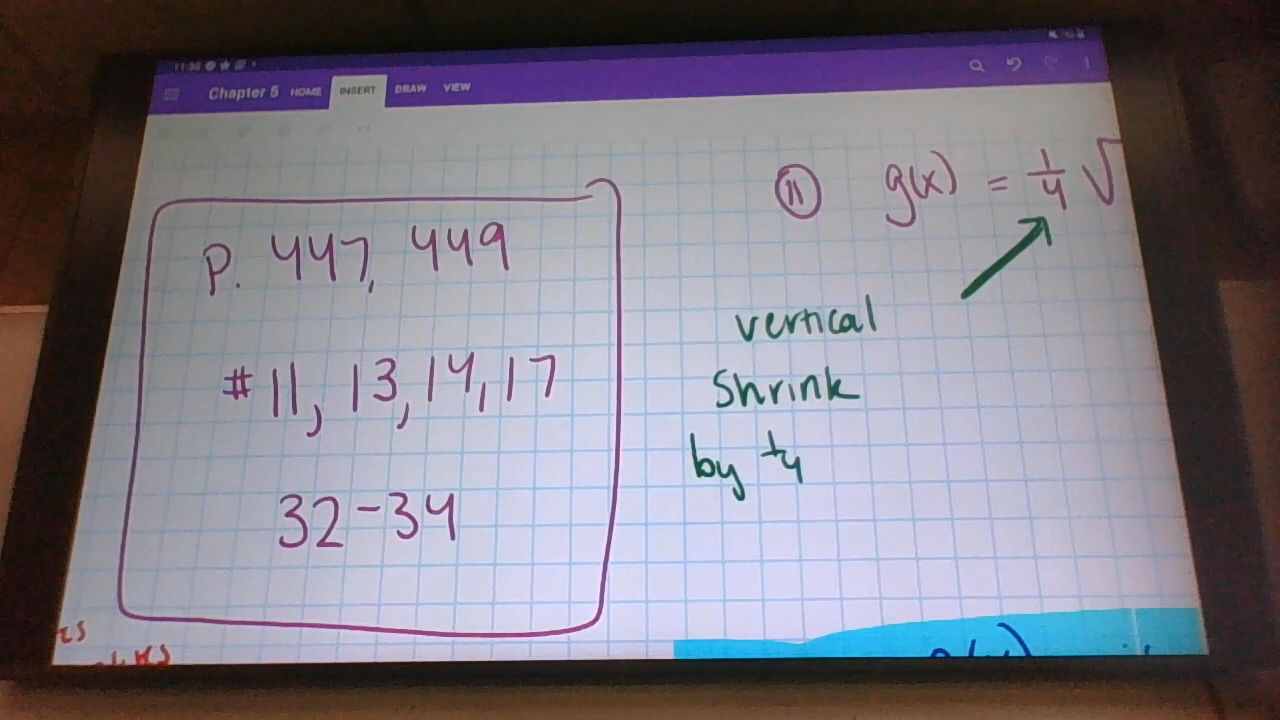 Chapter 5 HOME INSERT DRAW VIEW
P. 447, 449
# 11, 13, 14, 17
32-34
⑪ g(x) = 1/4 √
vertical
Shrink
by 1/4